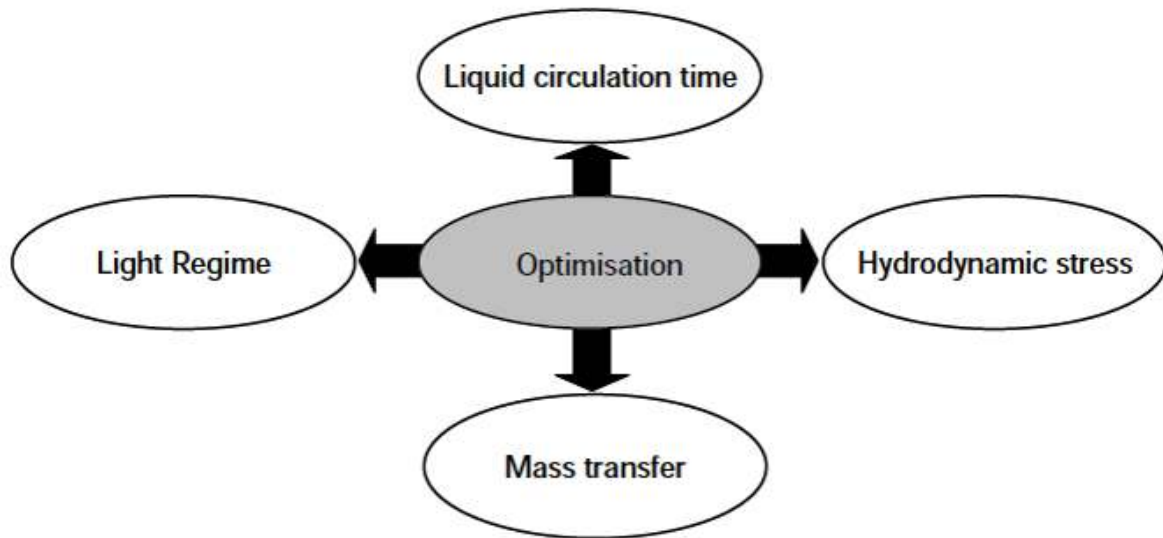 Liquid circulation time
Light Regime
Optimisation
Hydrodynamic stress
Mass transfer